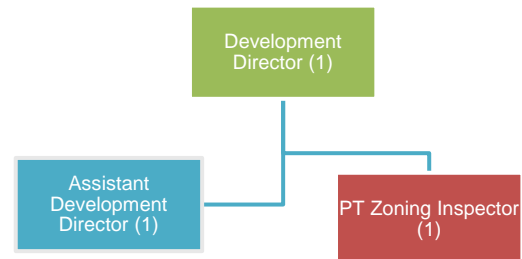 Development
Director (1)
Assistant
Development
Director (1)
PT Zoning Inspector
(1)